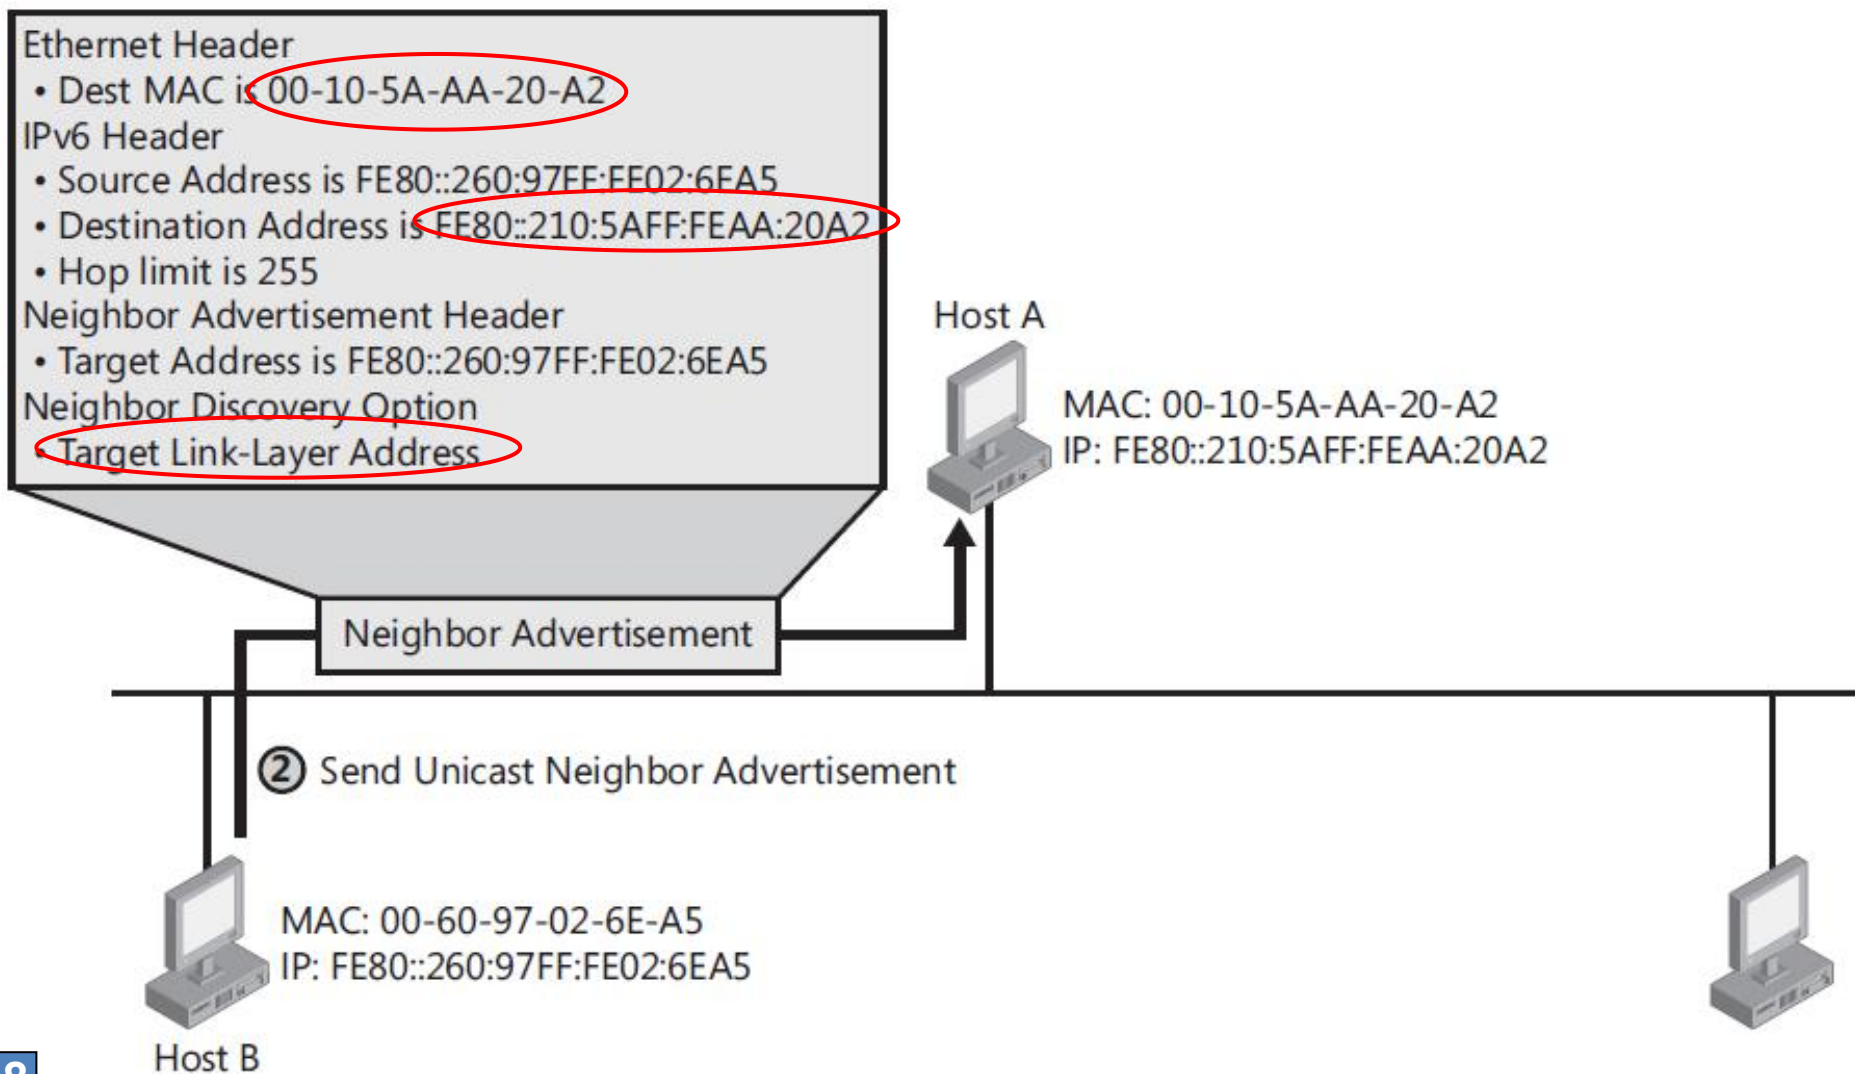 Ethernet Header
• Dest MAC is 00-10-5A-AA-20-A2
IPv6 Header
• Source Address is FE80::260:97FF:FE02:6EA5
• Destination Address is FE80::210:5AFF:FEAA:20A2
• Hop limit is 255
Neighbor Advertisement Header
• Target Address is FE80::260:97FF:FE02:6EA5
Neighbor Discovery Option
• Target Link-Layer Address
Host A
MAC: 00-10-5A-AA-20-A2
IP: FE80::210:5AFF:FEAA:20A2
Neighbor Advertisement
2 Send Unicast Neighbor Advertisement
MAC: 00-60-97-02-6E-A5
IP: FE80::260:97FF:FE02:6EA5
Host B